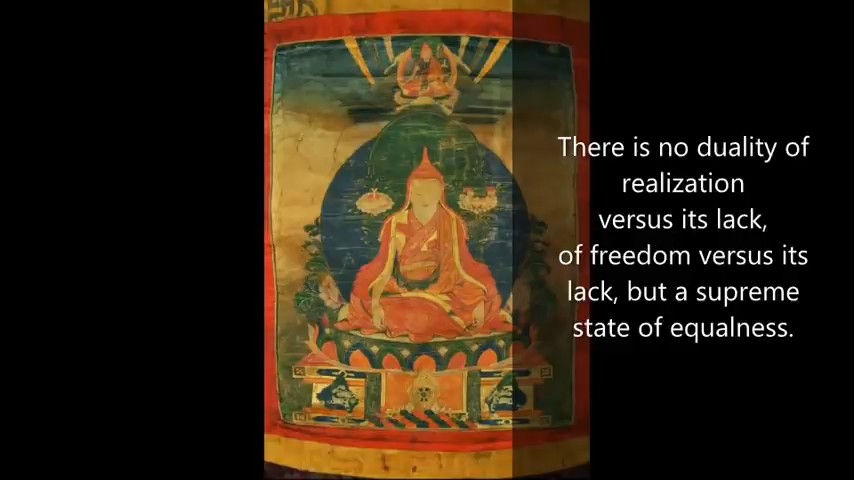 There is no duality of
realization
versus its lack,
of freedom versus its
lack, but a supreme
state of equalness.